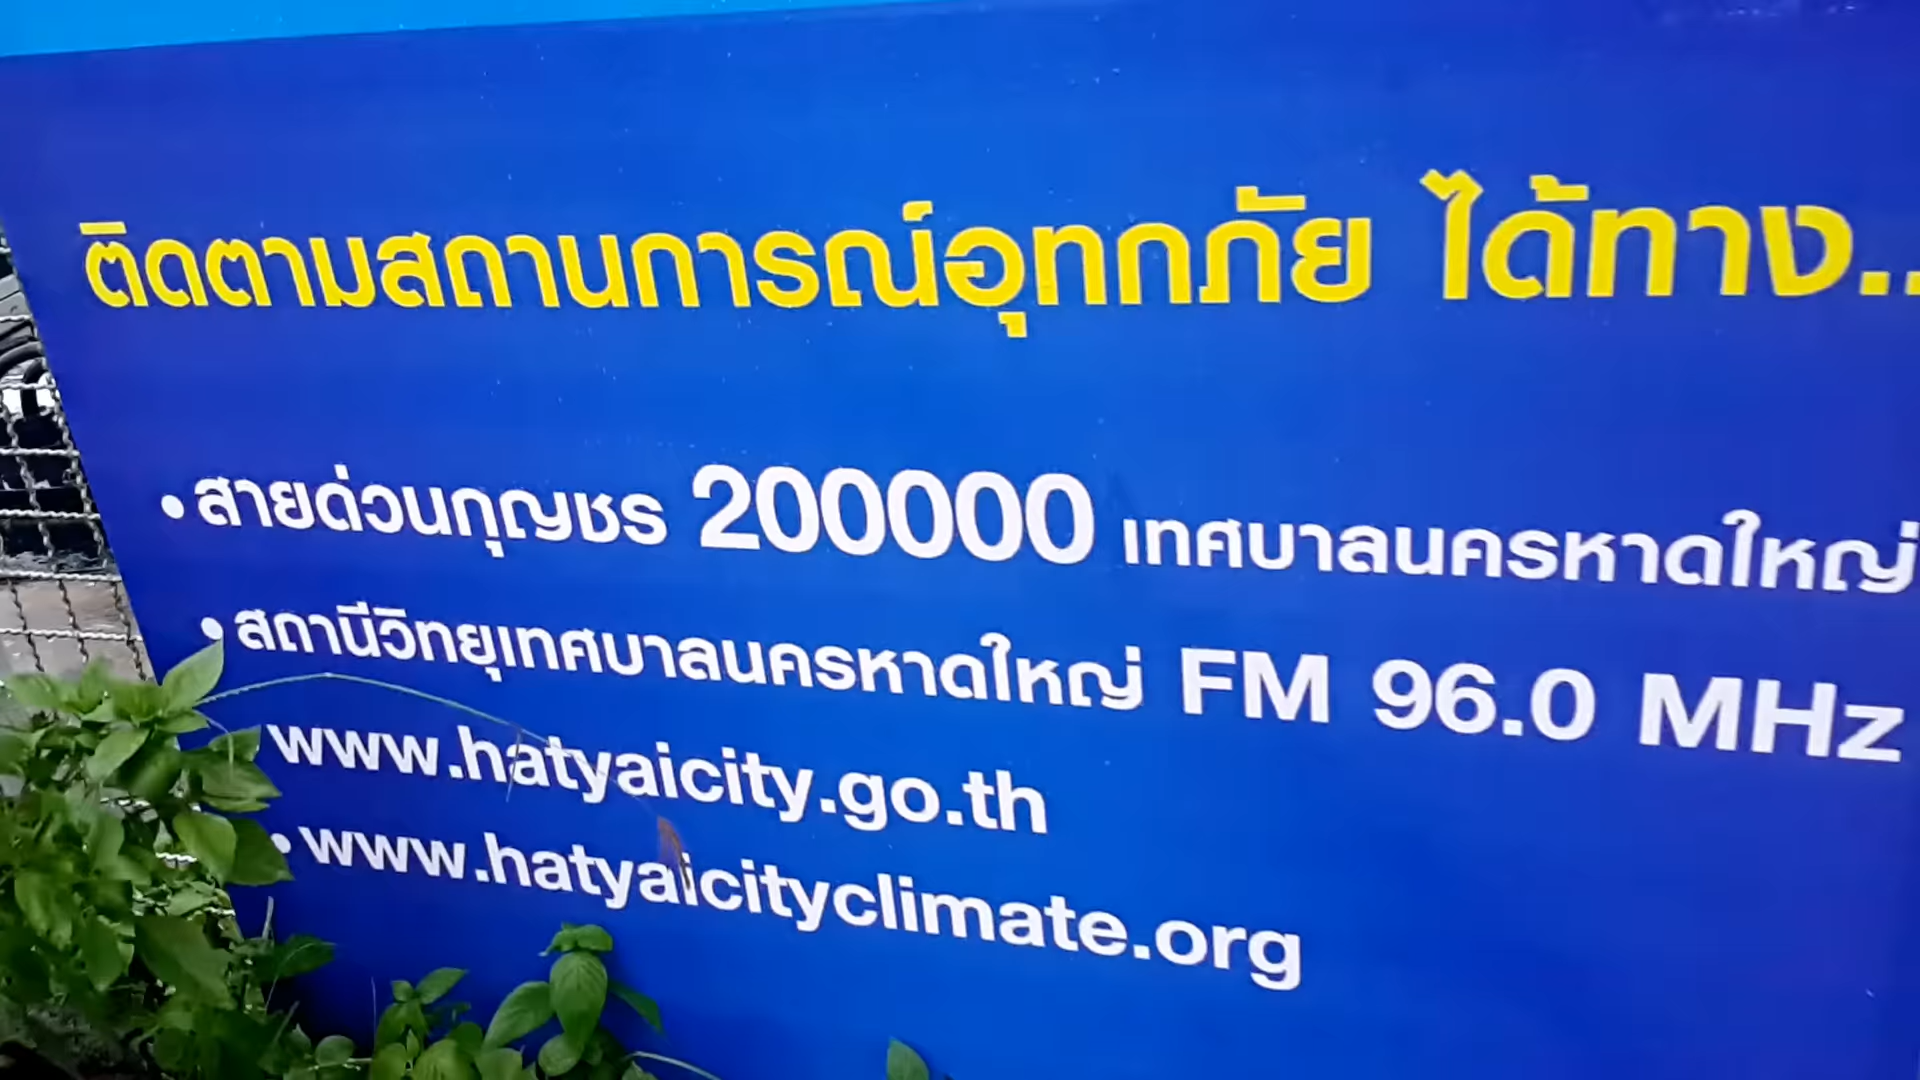 ติดตามสถานการณ์อุทกภัย ได้ทาง..
• สายด่วนกุญชร 200000 เทศบาลนครหาดใหญ่
• สถานีวิทยุเทศบาลนครหาดใหญ่ FM 96.0 MHz
www.hatyaicity.go.th
• www.hatyaicityclimate.org